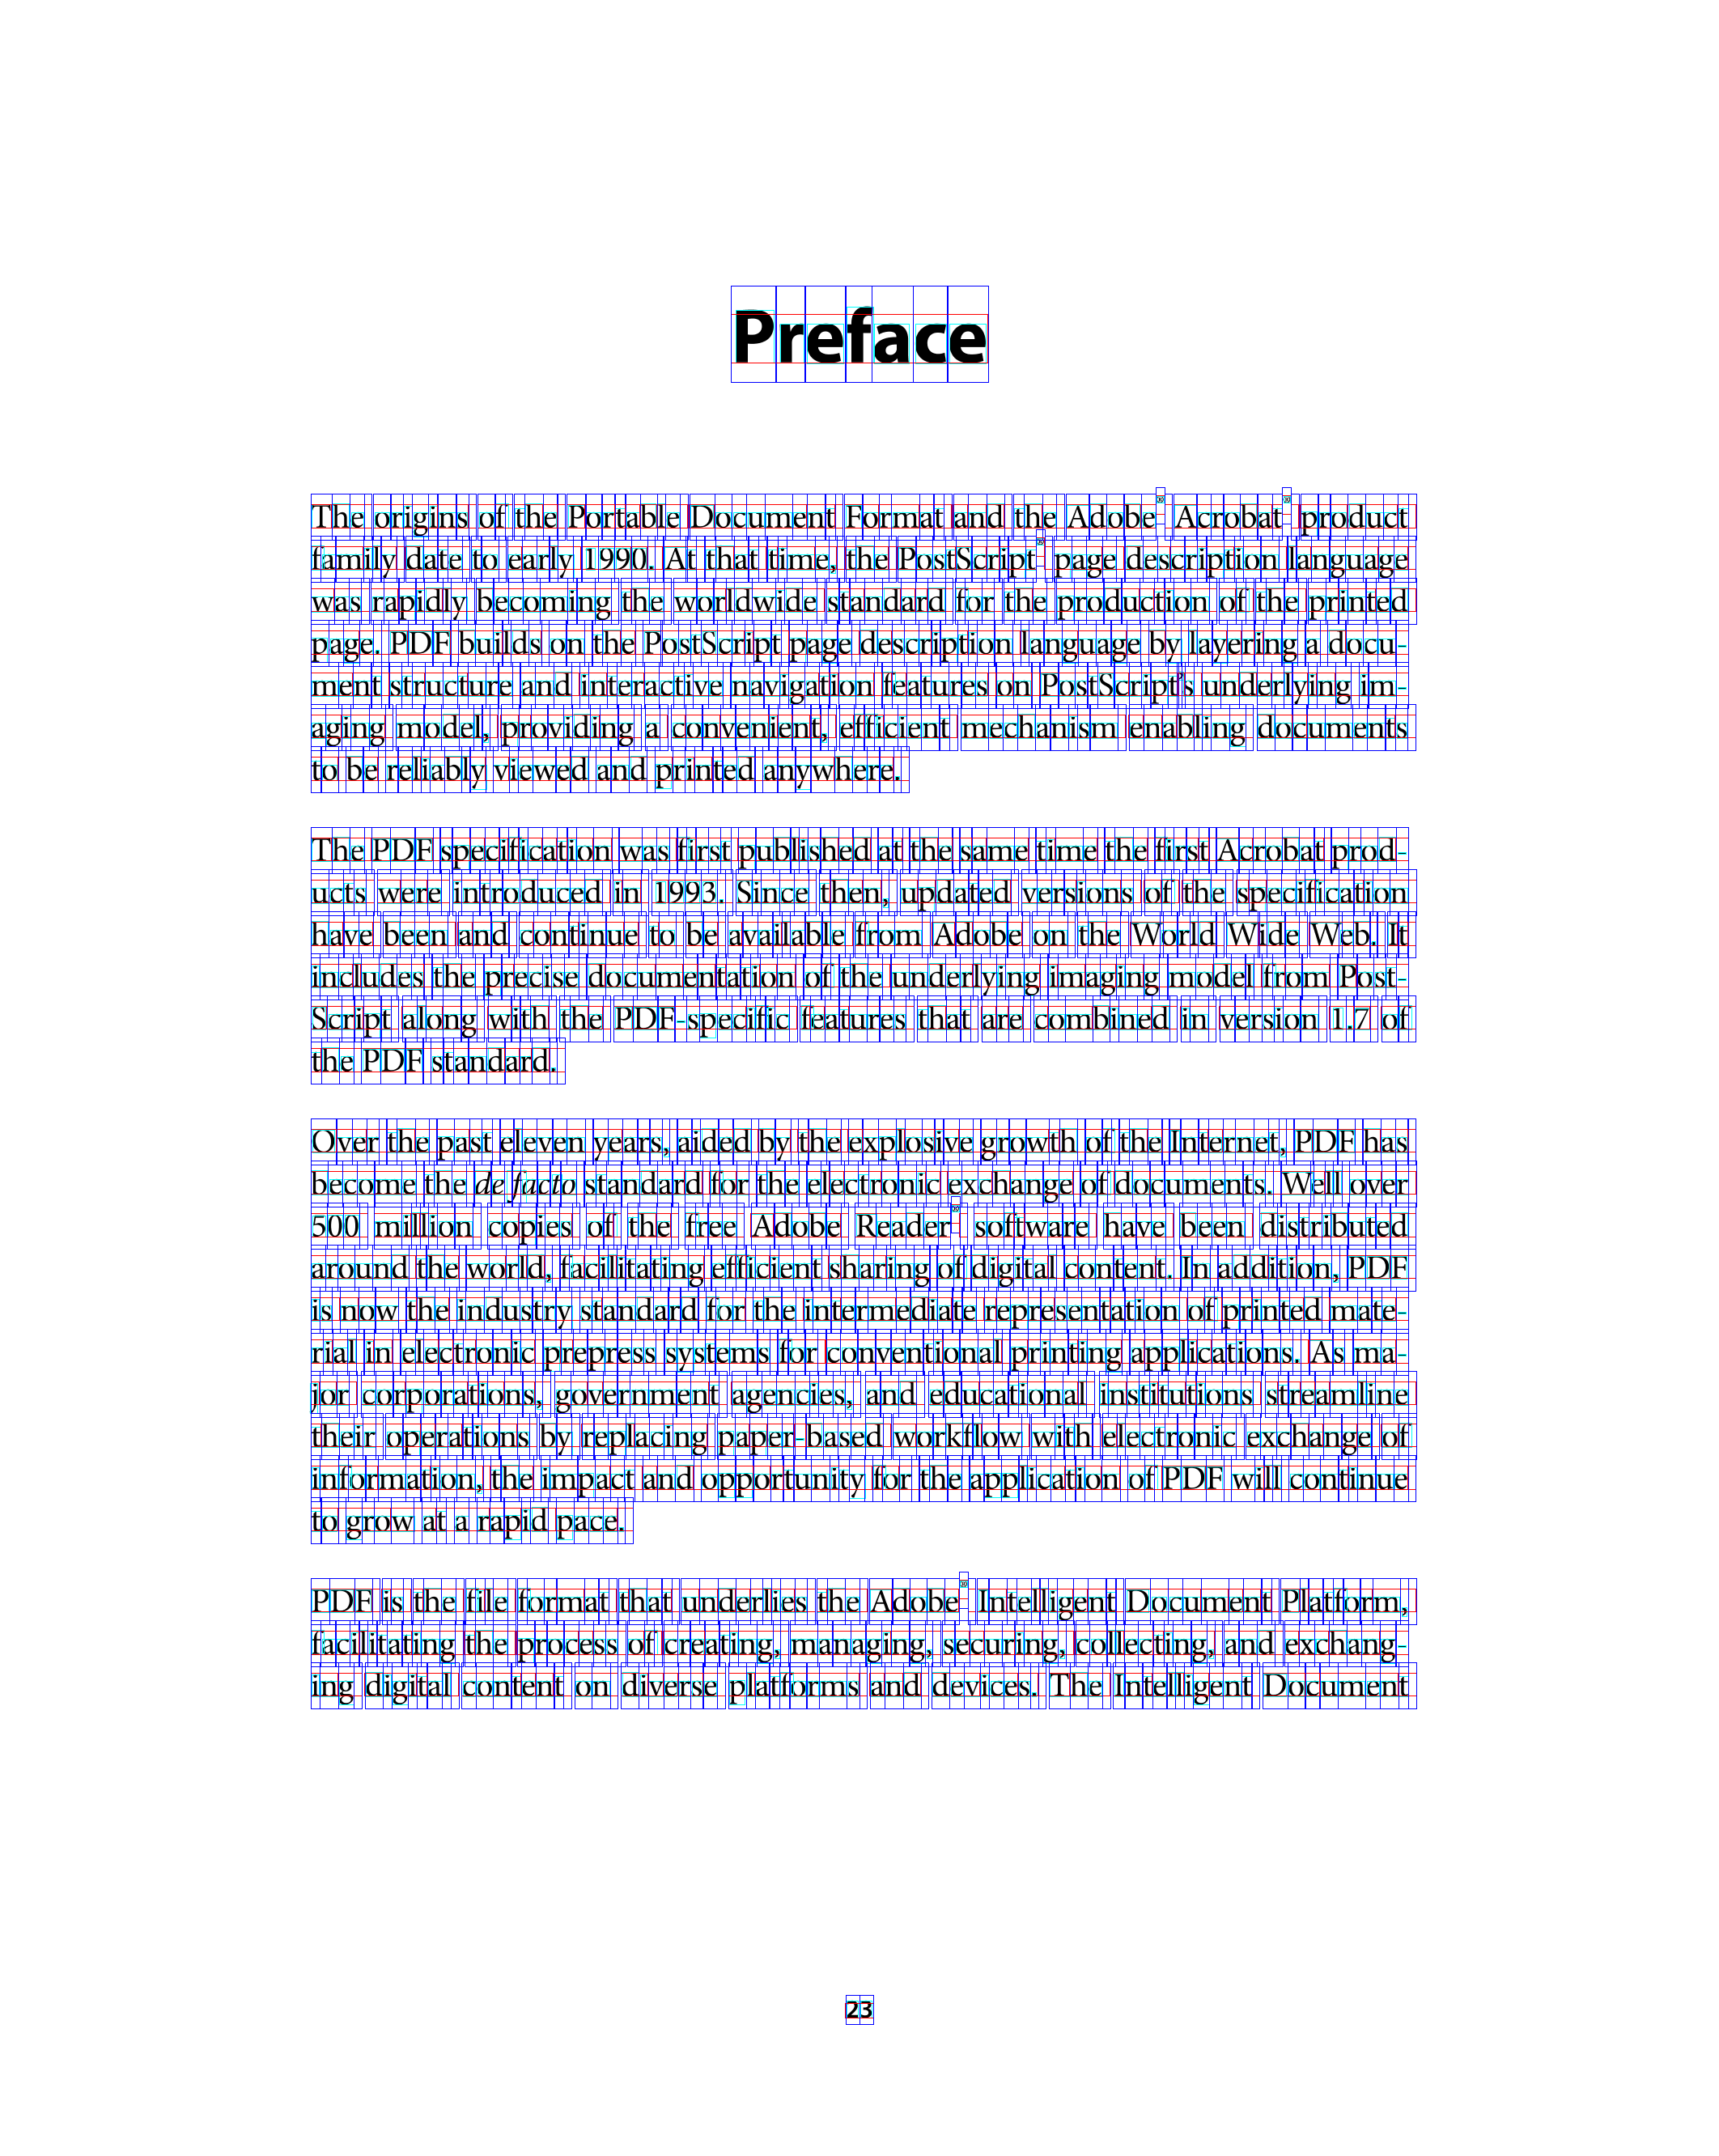 Preface
The origins of the Portable Document Format and the Adobe® Acrobat® product
family date to early 1990. At that time, the PostScript® page description language
was rapidly becoming the worldwide standard for the production of the printed
page. PDF builds on the PostScript page description language by layering a docu-
ment structure and interactive navigation features on PostScript’s underlying im-
aging model, providing a convenient, efficient mechanism enabling documents
to be reliably viewed and printed anywhere.
The PDF specification was first published at the same time the first Acrobat prod-
ucts were introduced in 1993. Since then, updated versions of the specification
have been and continue to be available from Adobe on the World Wide Web. It
includes the precise documentation of the underlying imaging model from Post-
Script along with the PDF-specific features that are combined in version 1.7 of
the PDF standard.
Over the past eleven years, aided by the explosive growth of the Internet, PDF has
become the de facto standard for the electronic exchange of documents. Well over
500 million copies of the free Adobe Reader® software have been distributed
around the world, facilitating efficient sharing of digital content. In addition, PDF
is now the industry standard for the intermediate representation of printed mate-
rial in electronic prepress systems for conventional printing applications. As ma-
jor corporations, government agencies, and educational institutions streamline
their operations by replacing paper-based workflow with electronic exchange of
information, the impact and opportunity for the application of PDF will continue
to grow at a rapid pace.
PDF is the file format that underlies the Adobe® Intelligent Document Platform,
facilitating the process of creating, managing, securing, collecting, and exchang-
ing digital content on diverse platforms and devices. The Intelligent Document
23